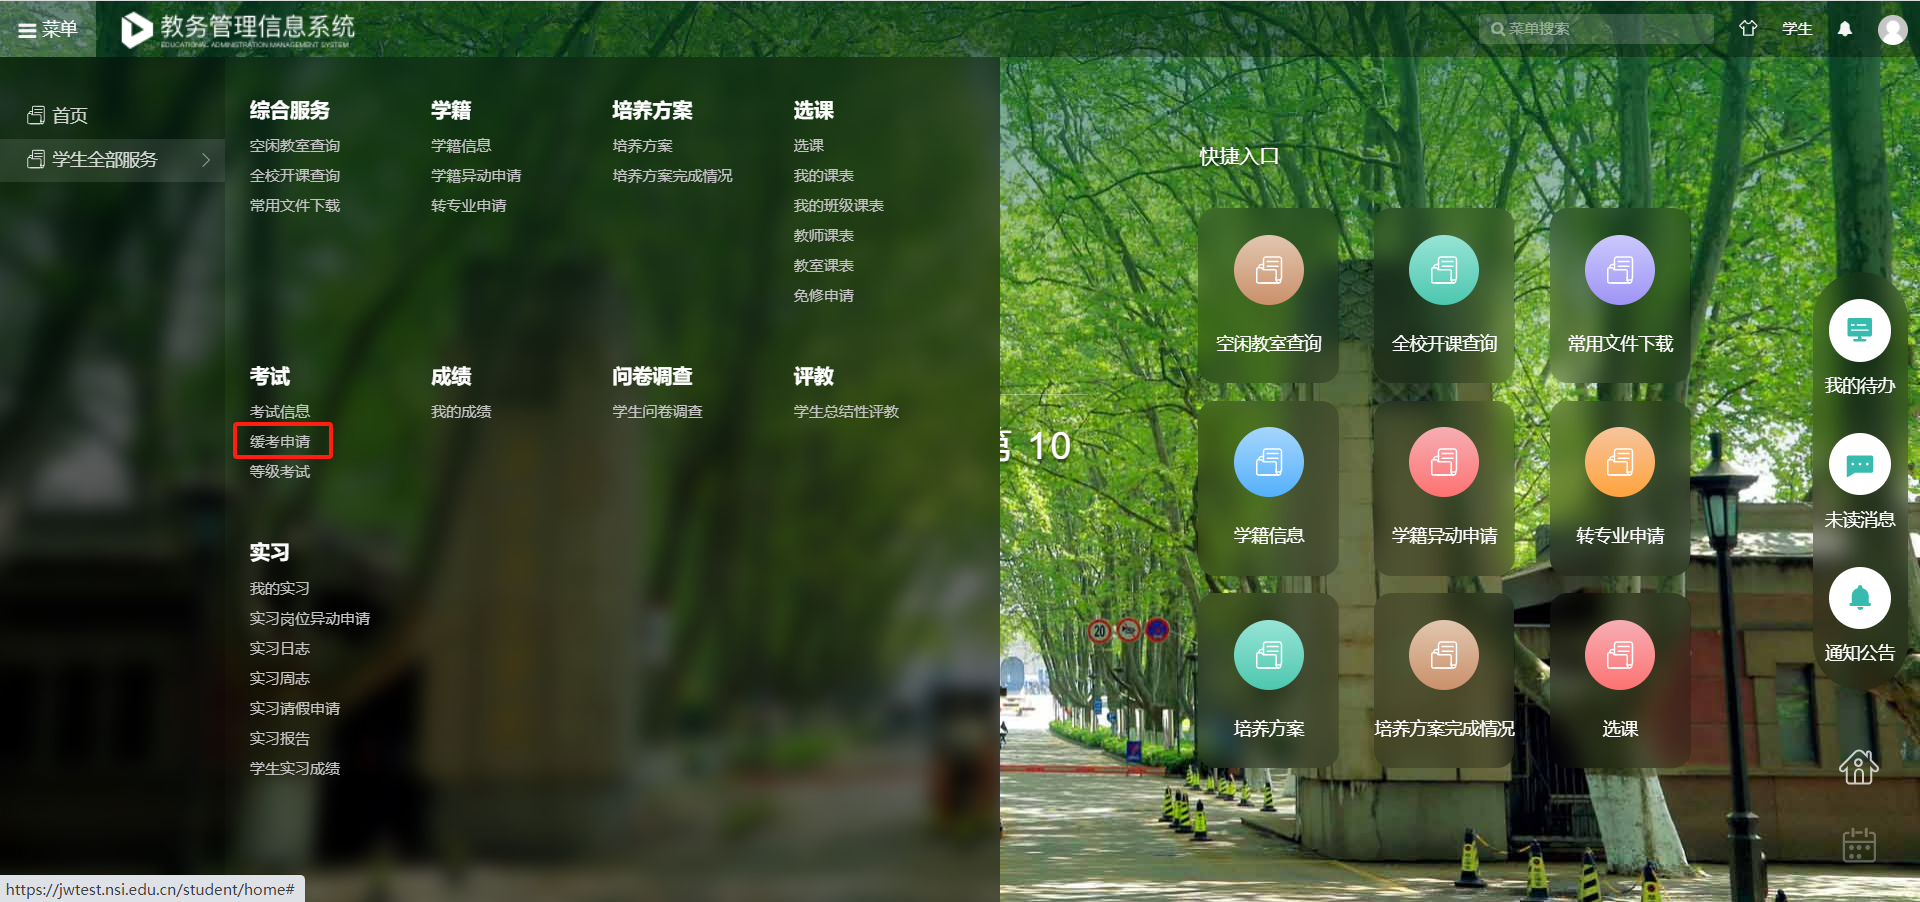 菜单
教务管理信息系统
EDUCATIONAL ADMINISTRATION MANAGEMENT SYSTEM
菜单搜索
学生
首页
学生全部服务
综合服务
空闲教室查询
全校开课查询
常用文件下载
学籍
学籍信息
学籍异动申请
转专业申请
培养方案
培养方案
培养方案完成情况
选课
选课
我的课表
我的班级课表
教师课表
教室课表
免修申请
考试
考试信息
缓考申请
等级考试
成绩
我的成绩
问卷调查
学生问卷调查
评教
学生总结性评教
实习
我的实习
实习岗位异动申请
实习日志
实习周志
实习请假申请
实习报告
学生实习成绩
第 10
快捷入口
空闲教室查询
全校开课查询
常用文件下载
学籍信息
学籍异动申请
转专业申请
培养方案
培养方案完成情况
选课
我的待办
未读消息
通知公告
20
https://jwtest.nsi.edu.cn/student/home#